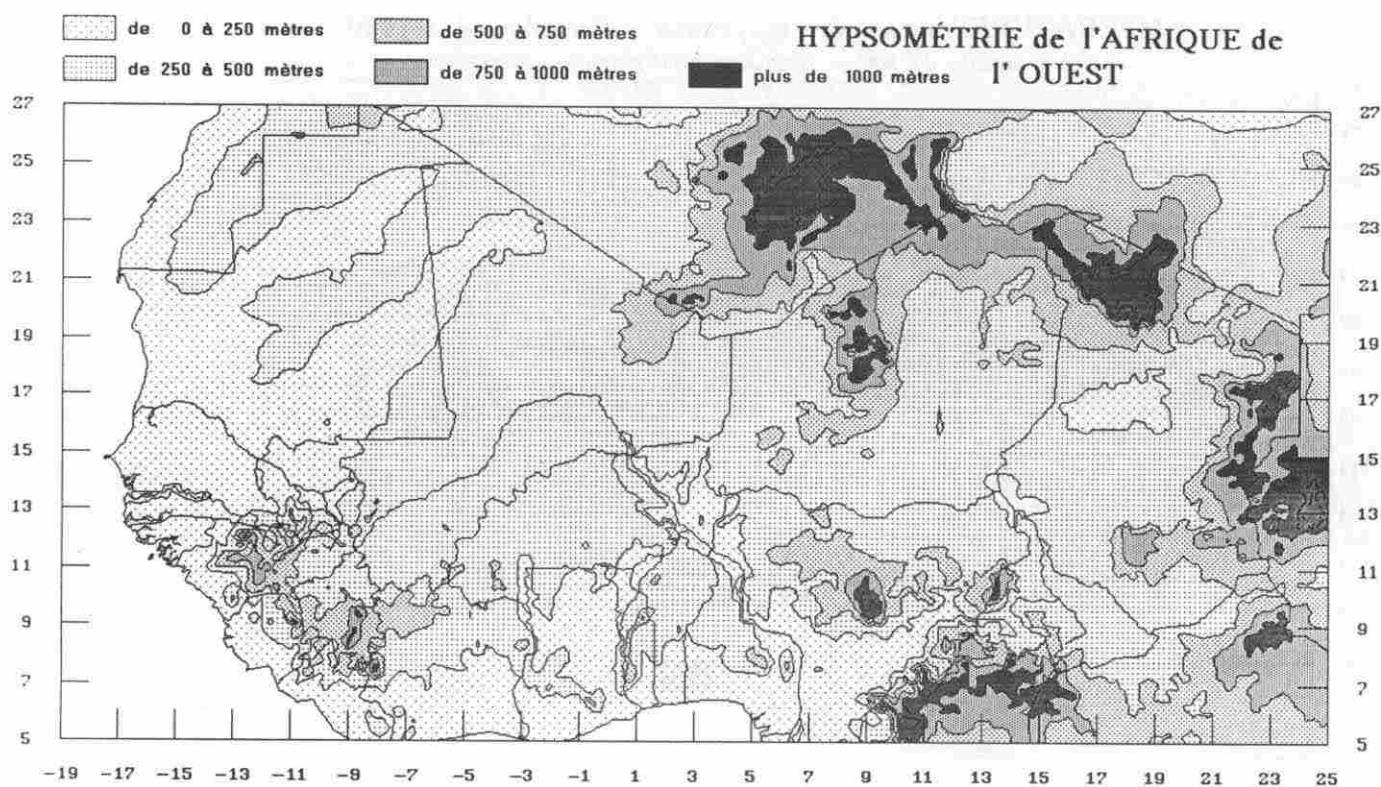 de 0 à 250 mètres
de 250 à 500 mètres
de 500 à 750 mètres
de 750 à 1000 mètres
plus de 1000 mètres
HYPSOMÉTRIE de l'AFRIQUE de
l'OUEST
27 27
25 25
23 23
21 21
19 19
17 17
15 15
13 13
11 11
9 9
7 7
5 5
-19 -17 -15 -13 -11 -9 -7 -5 -3 -1 1 3 5 7 9 11 13 15 17 19 21 23 25